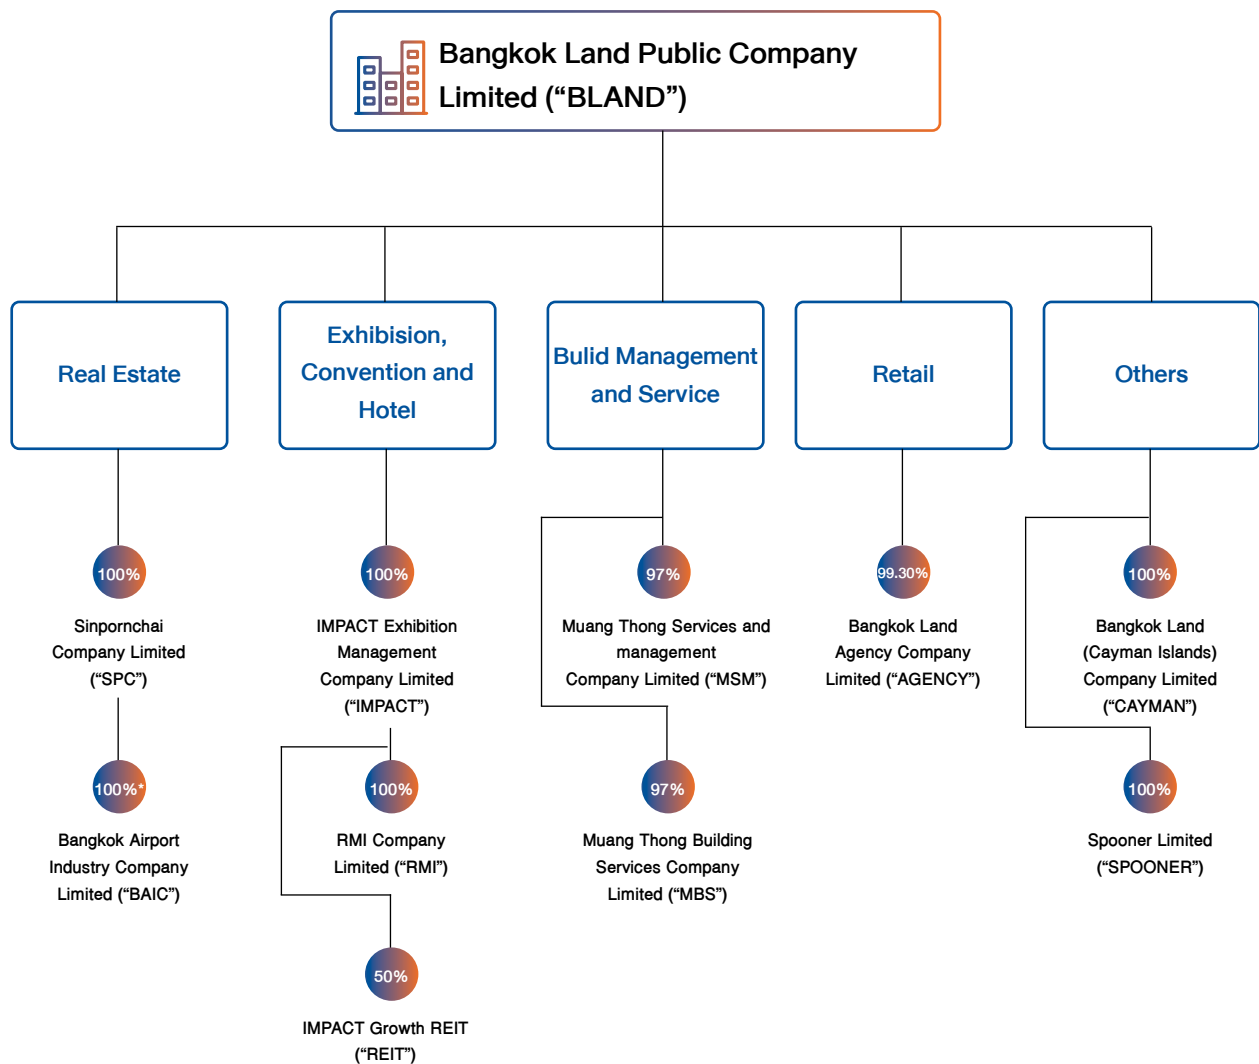 Bangkok Land Public Company
Limited (“BLAND”)
Real Estate
Exhibision,
Convention and
Hotel
Bulid Management
and Service
Retail
Others
100%
Sinpornchai
Company Limited
(“SPC”)
100%*
Bangkok Airport
Industry Company
Limited (“BAIC”)
100%
IMPACT Exhibition
Management
Company Limited
(“IMPACT”)
100%
RMI Company
Limited (“RMI”)
50%
IMPACT Growth REIT
(“REIT”)
97%
Muang Thong Services and
management
Company Limited (“MSM”)
97%
Muang Thong Building
Services Company
Limited (“MBS”)
99.30%
Bangkok Land
Agency Company
Limited (“AGENCY”)
100%
Bangkok Land
(Cayman Islands)
Company Limited
(“CAYMAN”)
100%
Spooner Limited
(“SPOONER”)